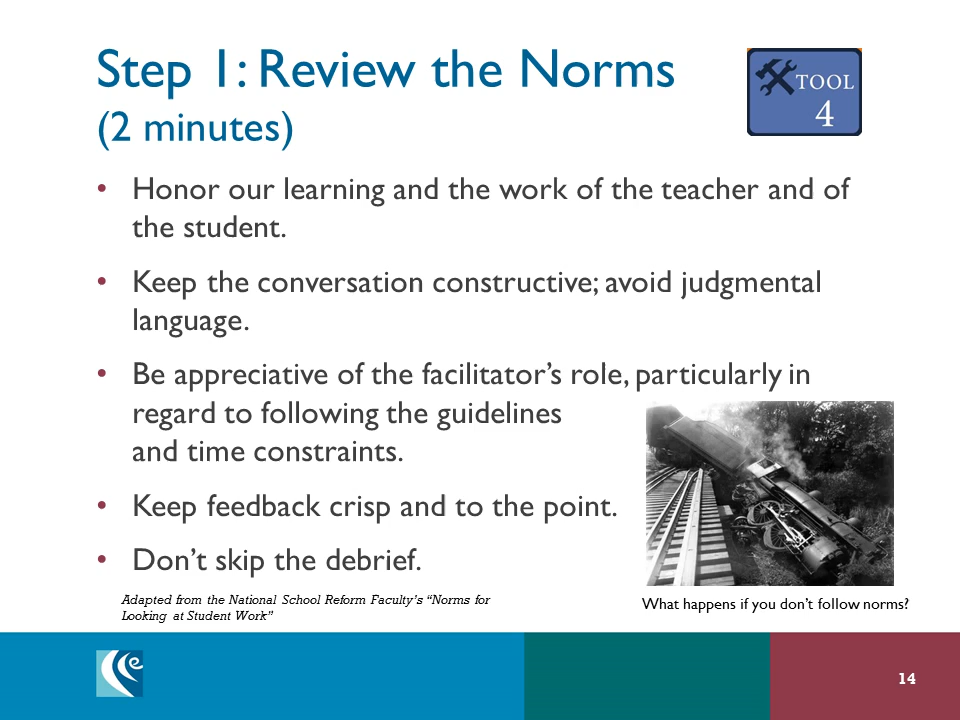 Step 1: Review the Norms
(2 minutes)
TOOL
4
• Honor our learning and the work of the teacher and of
the student.
• Keep the conversation constructive; avoid judgmental
language.
• Be appreciative of the facilitator’s role, particularly in
regard to following the guidelines
and time constraints.
• Keep feedback crisp and to the point.
• Don’t skip the debrief.
Adapted from the National School Reform Faculty’s “Norms for
Looking at Student Work”
What happens if you don’t follow norms?
14